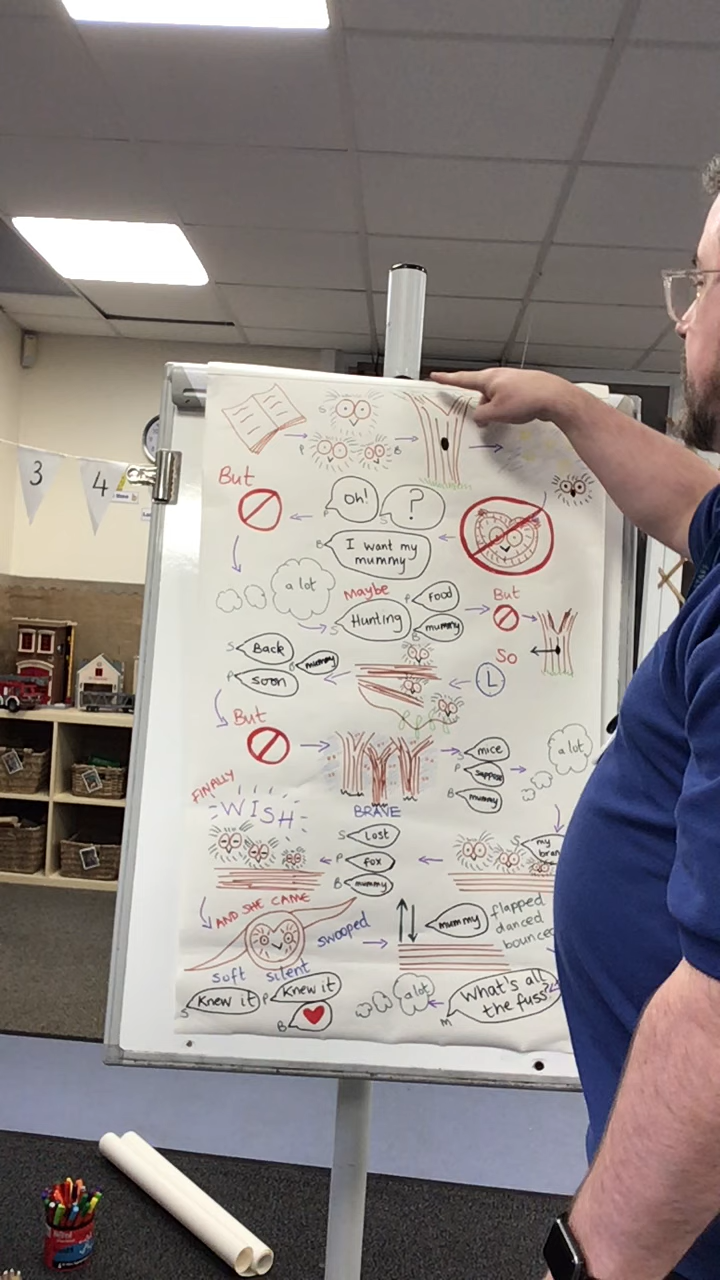 3
4
S
P
B
But
oh!
?
P
S
B
I want my
mummy
a lot
Maybe
P
Food
S
Hunting
B
mummy
But
So
S
Back
B
mummy
P
soon
L
But
S
mice
P
suppose
B
mummy
a lot
BRAVE
FINALLY
WISH
S
Lost
P
fox
B
mummy
S
my
AND SHE CAME
swooped
soft silent
mummy
flapped
danced
bounced
S
Knew it
P
Knew it
B
a lot
M
What's all
the fuss